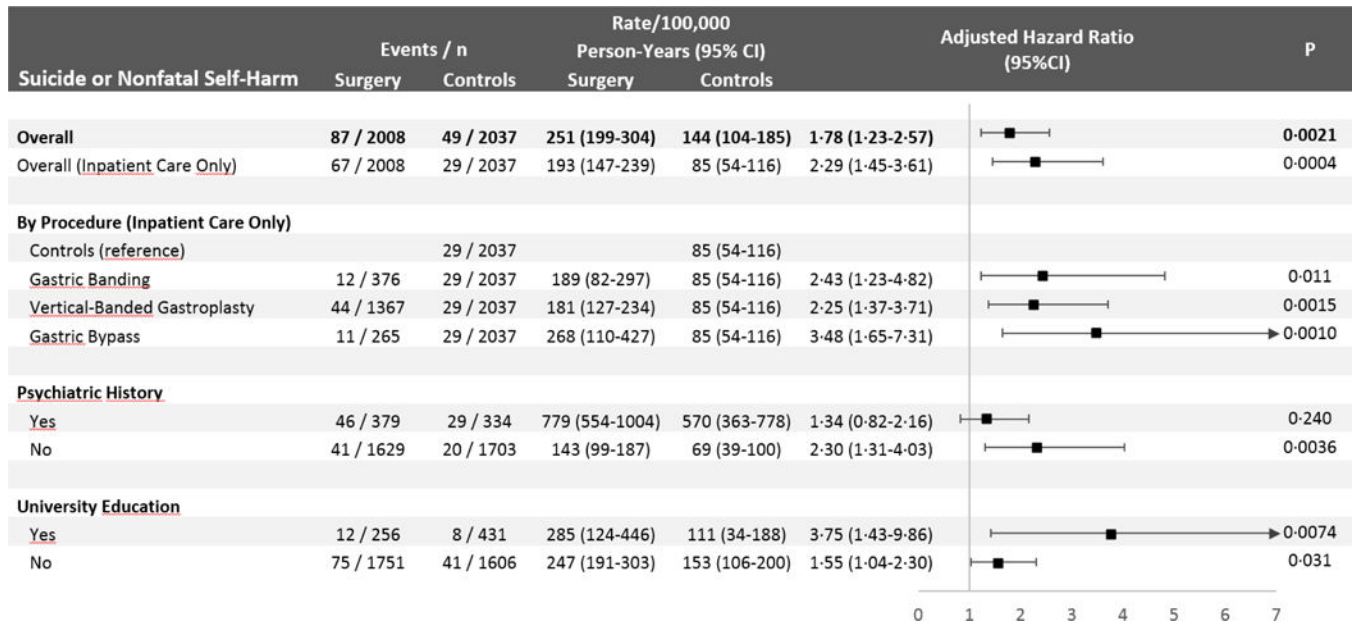 Rate/100,000
Events / n Person-Years (95% CI) Adjusted Hazard Ratio (95%CI) P
Suicide or Nonfatal Self-Harm Surgery Controls Surgery Controls
Overall 87 / 2008 49 / 2037 251 (199-304) 144 (104-185) 1·78 (1·23-2·57) 0·0021
Overall (Inpatient Care Only) 67 / 2008 29 / 2037 193 (147-239) 85 (54-116) 2·29 (1·45-3·61) 0·0004
By Procedure (Inpatient Care Only)
Controls (reference) 29 / 2037 85 (54-116)
Gastric Banding 12 / 376 29 / 2037 189 (82-297) 85 (54-116) 2·43 (1·23-4·82) 0·011
Vertical-Banded Gastroplasty 44 / 1367 29 / 2037 181 (127-234) 85 (54-116) 2·25 (1·37-3·71) 0·0015
Gastric Bypass 11 / 265 29 / 2037 268 (110-427) 85 (54-116) 3·48 (1·65-7·31) 0·0010
Psychiatric History
Yes 46 / 379 29 / 334 779 (554-1004) 570 (363-778) 1·34 (0·82-2·16) 0·240
No 41 / 1629 20 / 1703 143 (99-187) 69 (39-100) 2·30 (1·31-4·03) 0·0036
University Education
Yes 12 / 256 8 / 431 285 (124-446) 111 (34-188) 3·75 (1·43-9·86) 0·0074
No 75 / 1751 41 / 1606 247 (191-303) 153 (106-200) 1·55 (1·04-2·30) 0·031
0 1 2 3 4 5 6 7